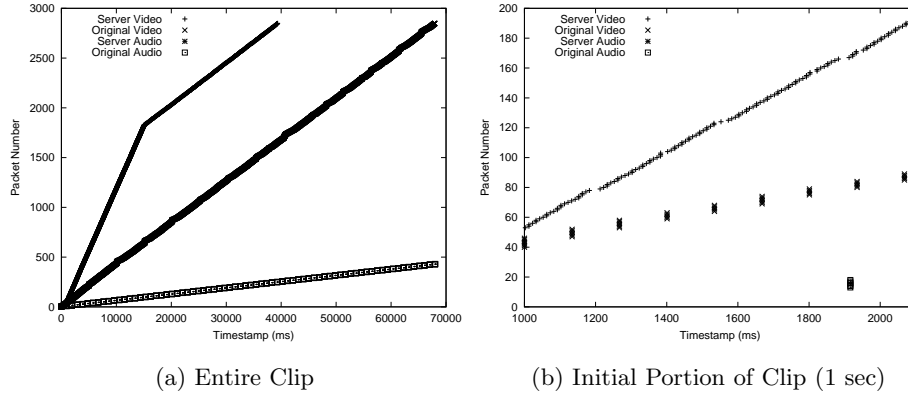 Server Video
Original Video
Server Audio
Original Audio
3000
2500
2000
1500
1000
500
0
Packet Number
0 10000 20000 30000 40000 50000 60000 70000
Timestamp (ms)
(a) Entire Clip
Server Video
Original Video
Server Audio
Original Audio
200
180
160
140
120
100
80
60
40
20
0
Packet Number
1000 1200 1400 1600 1800 2000
Timestamp (ms)
(b) Initial Portion of Clip (1 sec)